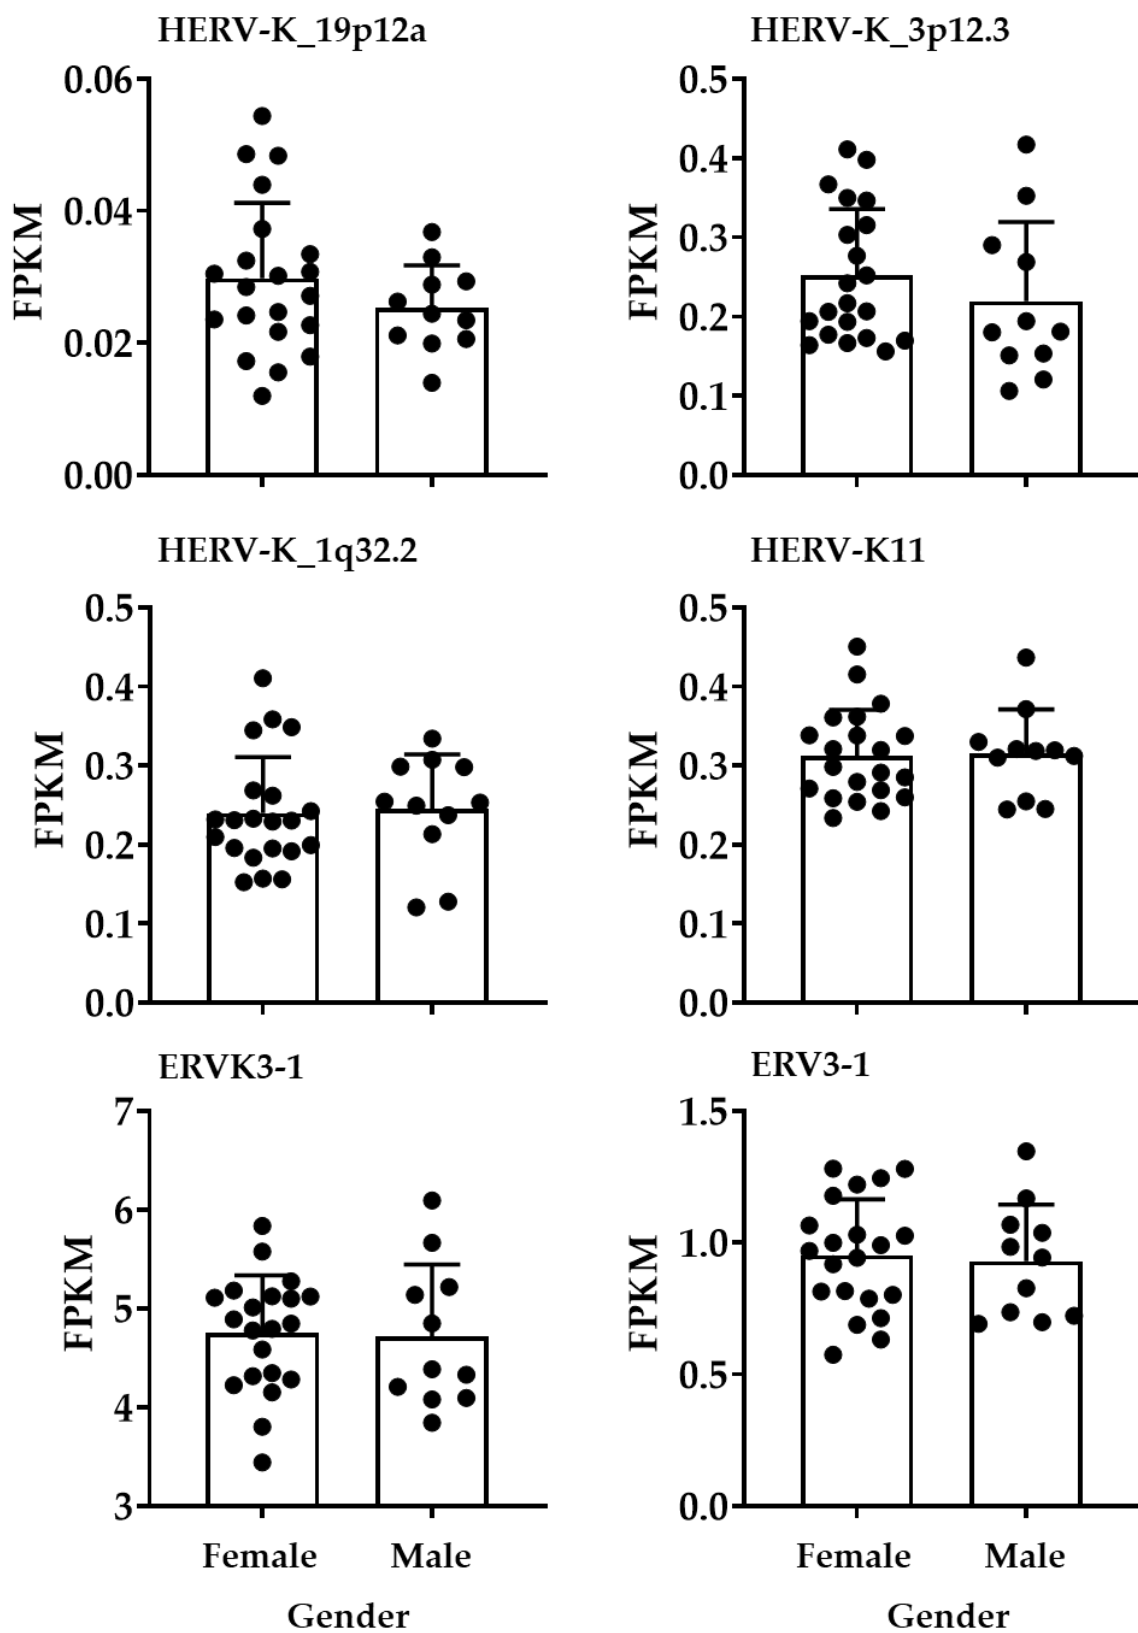 HERV-K_19p12a
HERV-K_3p12.3
FPKM
0.06
0.04
0.02
0.00
FPKM
0.5
0.4
0.3
0.2
0.1
0.0
HERV-K_1q32.2
HERV-K11
FPKM
0.5
0.4
0.3
0.2
0.1
0.0
FPKM
0.5
0.4
0.3
0.2
0.1
0.0
ERVK3-1
ERV3-1
FPKM
7
6
5
4
3
Female Male
Gender
FPKM
1.5
1.0
0.5
0.0
Female Male
Gender